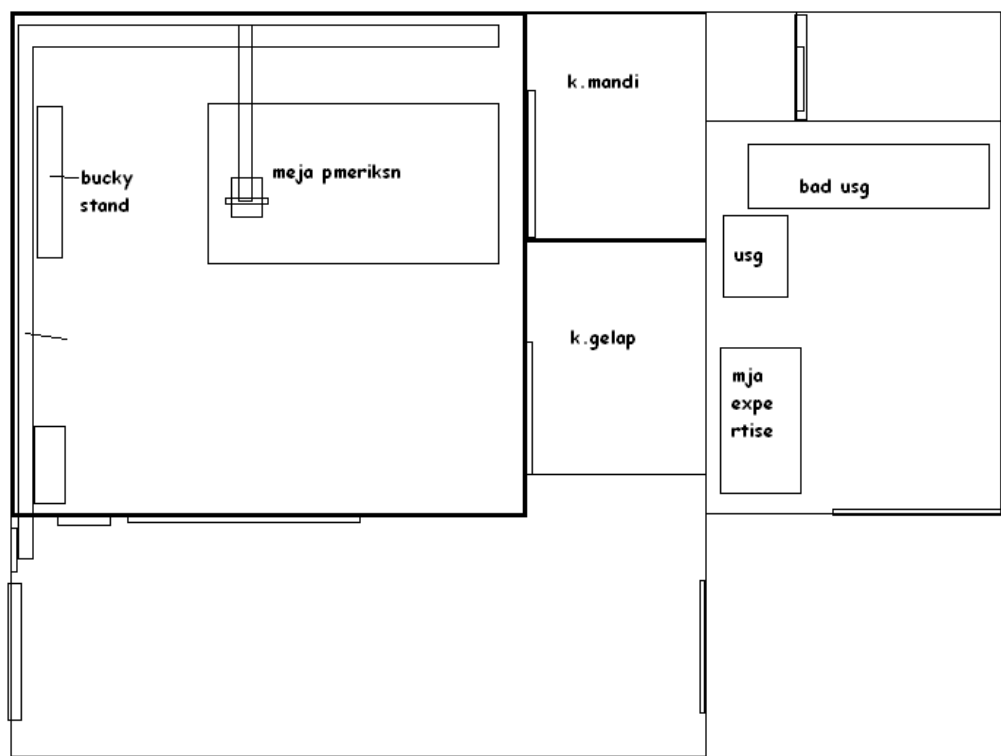 k.mandi
bucky
stand
meja pmeriksn
bad usg
usg
k.gelap
mja
expe
rtise